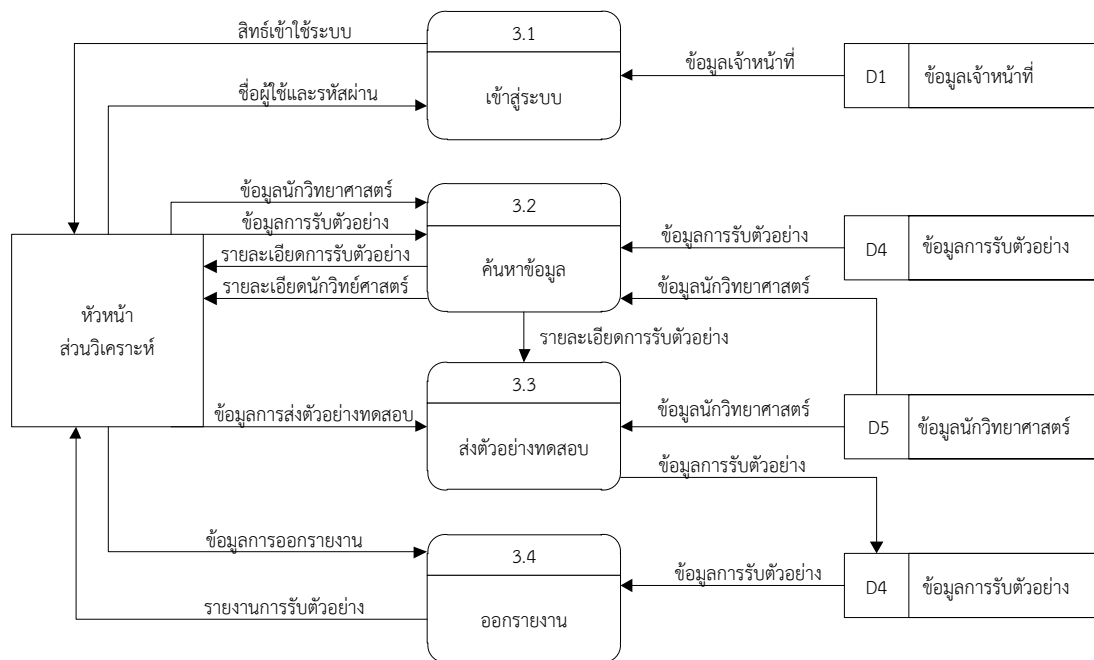 สิทธ์เข้าใช้ระบบ
3.1
ข้อมูลเจ้าหน้าที่
D1
ข้อมูลเจ้าหน้าที่
ชื่อผู้ใช้และรหัสผ่าน
เข้าสู่ระบบ
ข้อมูลนักวิทยาศาสตร์
3.2
ข้อมูลการรับตัวอย่าง
ข้อมูลการรับตัวอย่าง
D4
ข้อมูลการรับตัวอย่าง
รายละเอียดการรับตัวอย่าง
ค้นหาข้อมูล
รายละเอียดนักวิทย์ศาสตร์
ข้อมูลนักวิทยาศาสตร์
หัวหน้า
ส่วนวิเคราะห์
รายละเอียดการรับตัวอย่าง
3.3
ข้อมูลการส่งตัวอย่างทดสอบ
ข้อมูลนักวิทยาศาสตร์
D5
ข้อมูลนักวิทยาศาสตร์
ส่งตัวอย่างทดสอบ
ข้อมูลการรับตัวอย่าง
ข้อมูลการออกรายงาน
3.4
ข้อมูลการรับตัวอย่าง
D4
ข้อมูลการรับตัวอย่าง
รายงานการรับตัวอย่าง
ออกรายงาน